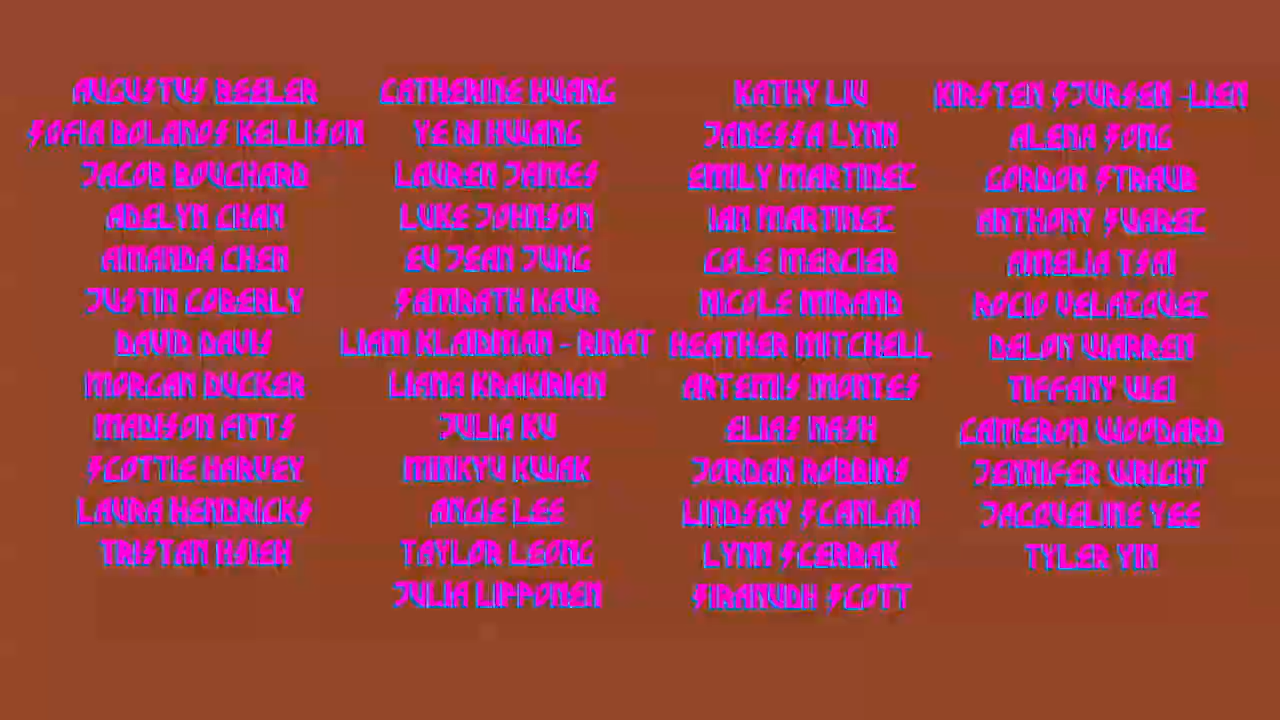 AUGUSTUS BEELER
SOFIA BOLANOS KELLISON
JACOB BOUCHARD
ADELYN CHAN
AMANDA CHEN
JUSTIN COBERLY
DAVID DAVIS
MORGAN DUCKER
MADISON FITTS
SCOTTIE HARVEY
LAURA HENDRICKS
TRISTAN HSIEH
CATHERINE HUANG
YE RI HWANG
LAUREN JAMES
LUKE JOHNSON
EU JEAN JUNG
SAMRATH KAUR
LIAM KLAIDMAN - RINAT
LIANA KRAKIRIAN
JULIA KU
MINKYU KWAK
ANGIE LEE
TAYLOR LEONG
JULIA LIPPONEN
KATHY LIU
JANESSA LYNN
EMILY MARTINEZ
IAN MARTINEZ
COLE MERCIER
NICOLE MIRAND
HEATHER MITCHELL
ARTEMIS MONTES
ELIAS NASH
JORDAN ROBBINS
LINDSAY SCANLAN
LYNN SCERBAK
SIRANUDH SCOTT
KIRSTEN SJURSEN -LIEN
ALENA SONG
GORDON STRAUB
ANTHONY SUAREZ
AMELIA TSAI
ROCIO VELAZQUEZ
DELON WARREN
TIFFANY WEI
CAMERON WOODARD
JENNIFER WRIGHT
JACQUELINE YEE
TYLER YIN